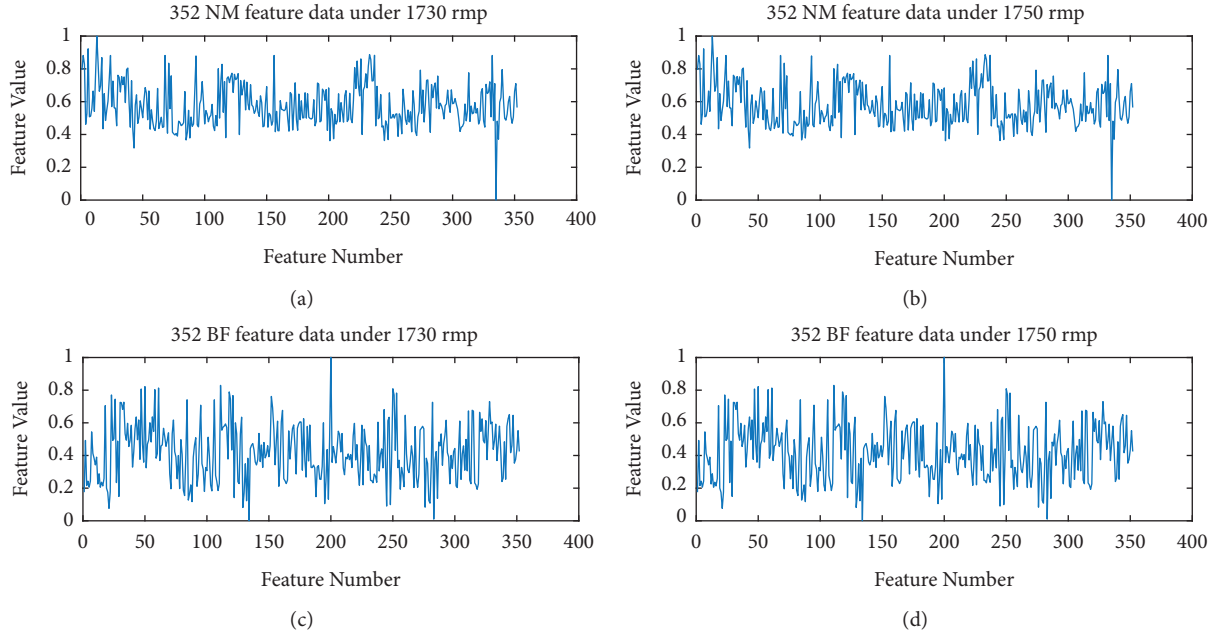 352 NM feature data under 1730 rmp
Feature Value
1
0.8
0.6
0.4
0.2
0
0 50 100 150 200 250 300 350 400
Feature Number
(a)
352 NM feature data under 1750 rmp
Feature Value
1
0.8
0.6
0.4
0.2
0
0 50 100 150 200 250 300 350 400
Feature Number
(b)
352 BF feature data under 1730 rmp
Feature Value
1
0.8
0.6
0.4
0.2
0
0 50 100 150 200 250 300 350 400
Feature Number
(c)
352 BF feature data under 1750 rmp
Feature Value
1
0.8
0.6
0.4
0.2
0
0 50 100 150 200 250 300 350 400
Feature Number
(d)